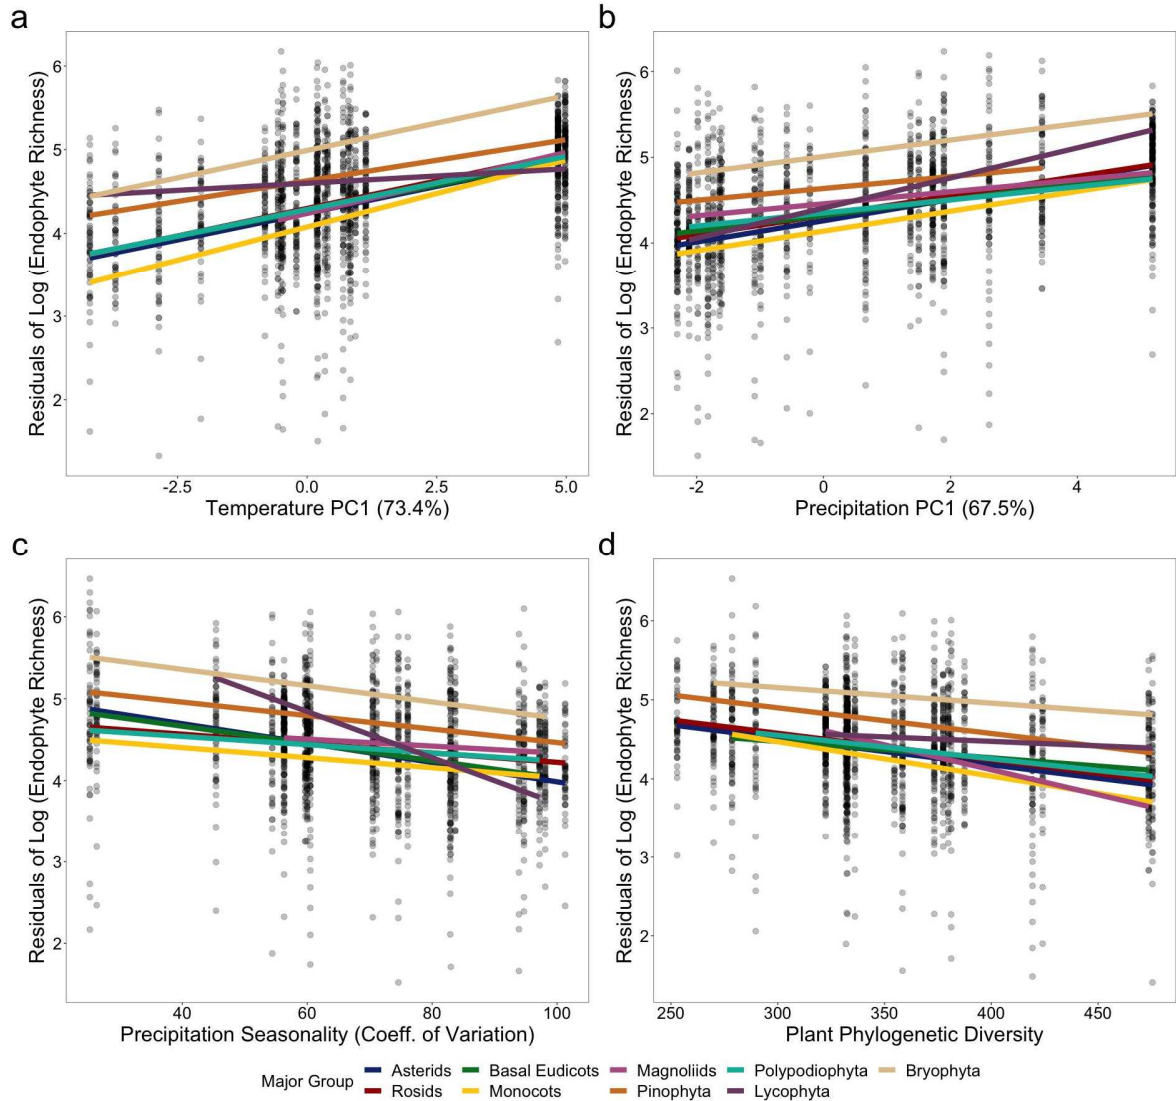 a
b
Residuals of Log (Endophyte Richness)
6
5
4
3
2
-2.5
0.0
2.5
5.0
Temperature PC1 (73.4%)
Residuals of Log (Endophyte Richness)
6
5
4
3
2
-2
0
2
4
Precipitation PC1 (67.5%)
c
d
Residuals of Log (Endophyte Richness)
6
5
4
3
2
40
60
80
100
Precipitation Seasonality (Coeff. of Variation)
Residuals of Log (Endophyte Richness)
6
5
4
3
2
250
300
350
400
450
Plant Phylogenetic Diversity
Major Group
Asterids
Basal Eudicots
Magnoliids
Polypodiophyta
Bryophyta
Rosids
Monocots
Pinophyta
Lycophyta